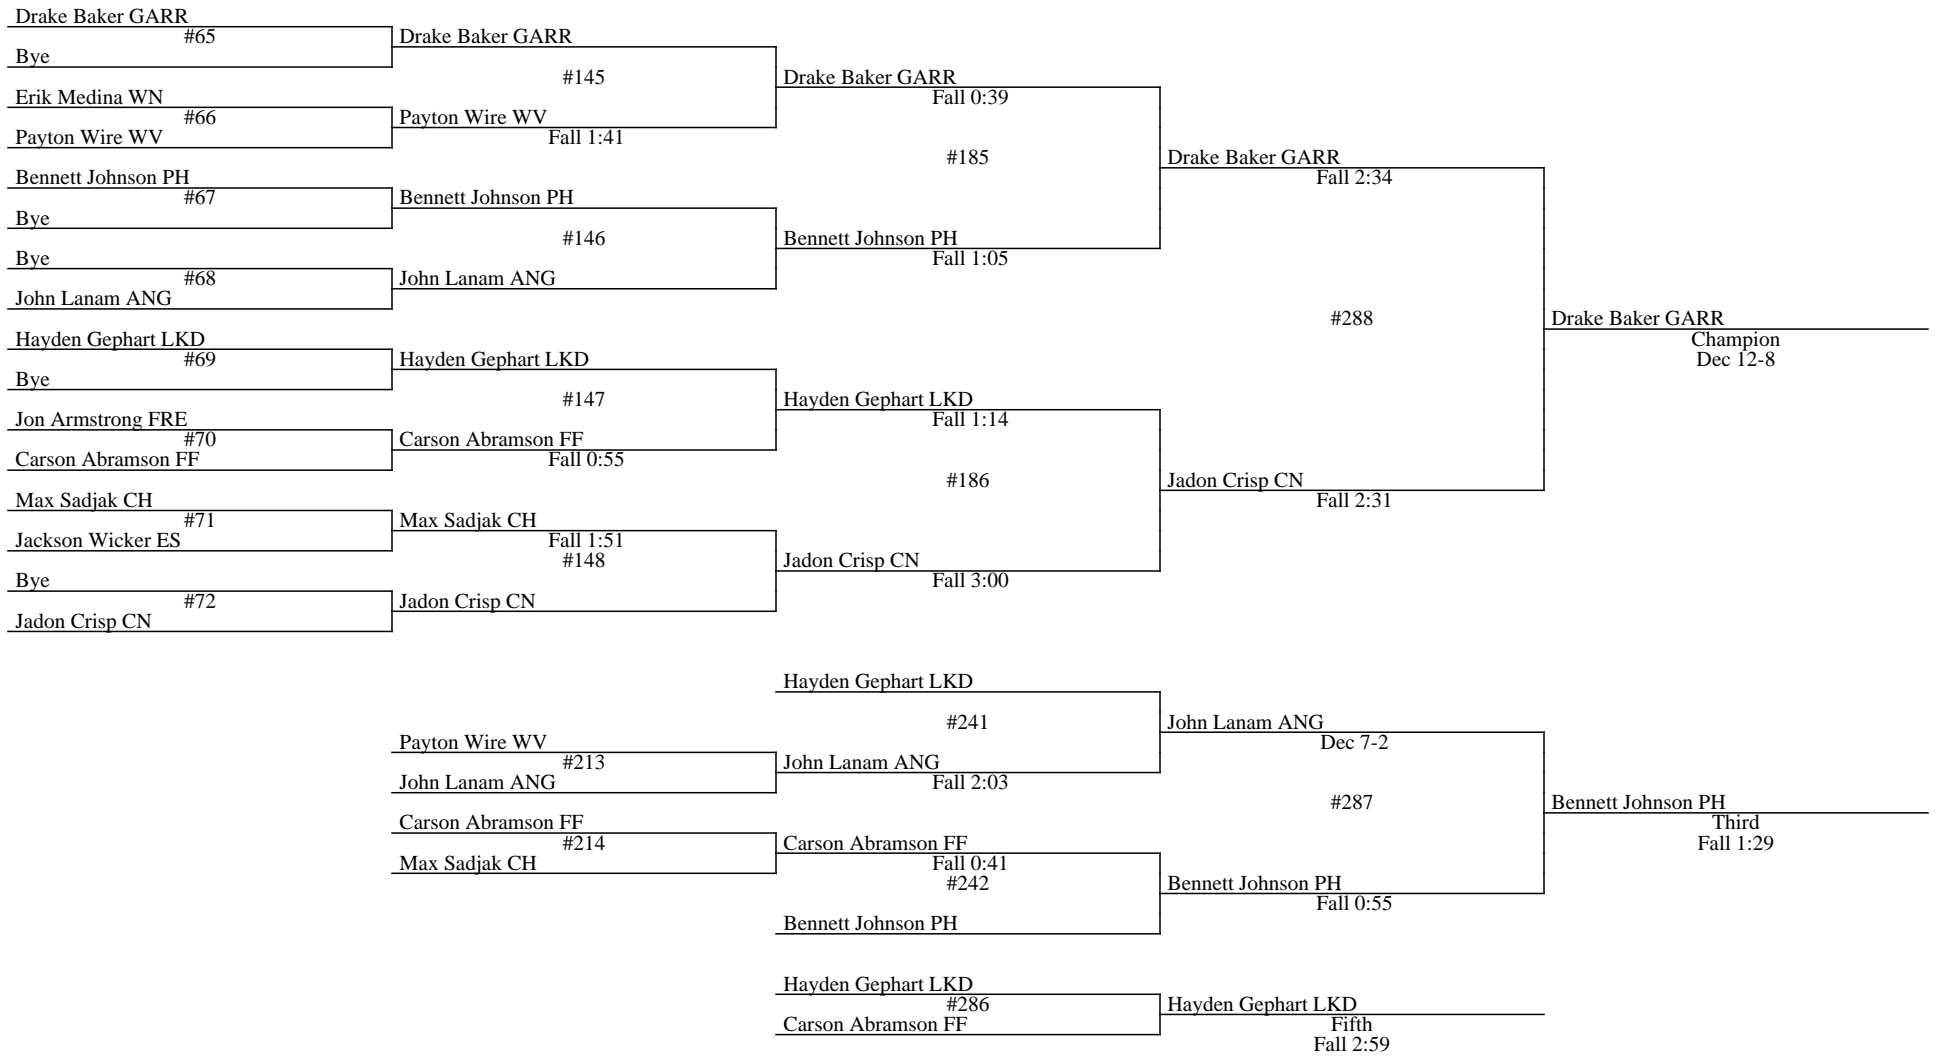 Drake Baker GARR
#65
Bye
Drake Baker GARR
#145
Erik Medina WN
#66
Payton Wire WV
Payton Wire WV
Fall 1:41
Drake Baker GARR
Fall 0:39
#185
Bennett Johnson PH
#67
Bye
Bennett Johnson PH
#146
Bye
#68
John Lanam ANG
John Lanam ANG
Bennett Johnson PH
Fall 1:05
Drake Baker GARR
Fall 2:34
#288
Hayden Gephart LKD
#69
Bye
Hayden Gephart LKD
#147
Jon Armstrong FRE
#70
Carson Abramson FF
Carson Abramson FF
Fall 0:55
Hayden Gephart LKD
Fall 1:14
#186
Max Sadjak CH
#71
Jackson Wicker ES
Max Sadjak CH
Fall 1:51
#148
Bye
#72
Jadon Crisp CN
Jadon Crisp CN
Jadon Crisp CN
Fall 3:00
Jadon Crisp CN
Fall 2:31
Drake Baker GARR
Champion
Dec 12-8
Hayden Gephart LKD
#241
Payton Wire WV
#213
John Lanam ANG
John Lanam ANG
Fall 2:03
John Lanam ANG
Dec 7-2
#287
Carson Abramson FF
#214
Max Sadjak CH
Carson Abramson FF
Fall 0:41
#242
Bennett Johnson PH
Bennett Johnson PH
Fall 0:55
Bennett Johnson PH
Third
Fall 1:29
Hayden Gephart LKD
#286
Carson Abramson FF
Hayden Gephart LKD
Fifth
Fall 2:59